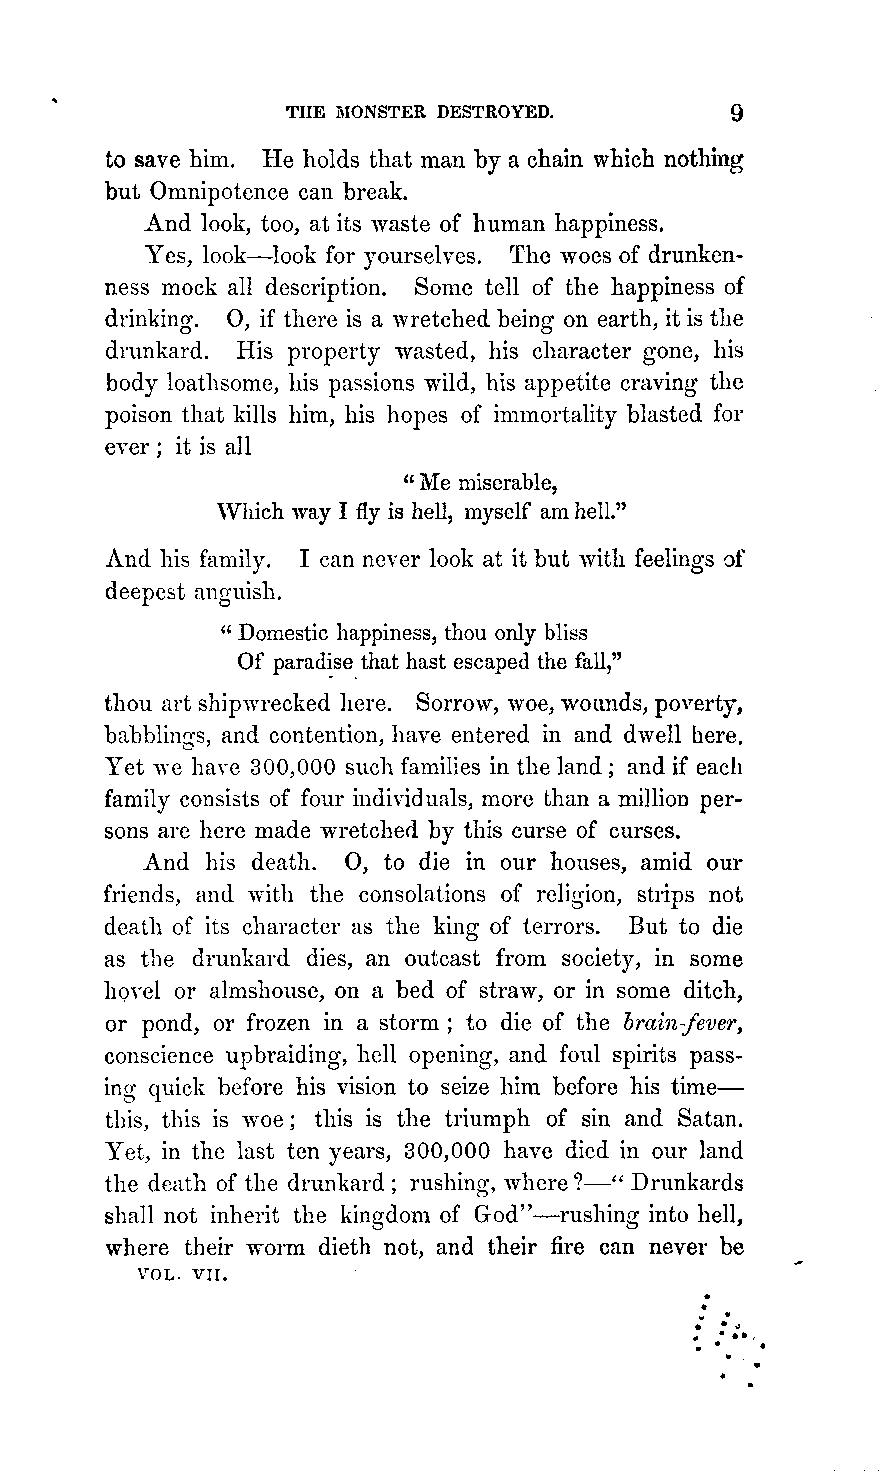 THE MONSTER DESTROYED. 9
to save him. He holds that man by a chain which nothing
but Omnipotence can break.
And look, too, at its waste of human happiness.
Yes, look—look for yourselves. The woes of drunken-
ness mock all description. Some tell of the happiness of
drinking. O, if there is a wretched being on earth, it is the
drunkard. His property wasted, his character gone, his
body loathsome, his passions wild, his appetite craving the
poison that kills him, his hopes of immortality blasted for
ever; it is all
"Me miserable,
Which way I fly is hell, myself am hell."
And his family. I can never look at it but with feelings of
deepest anguish.
"Domestic happiness, thou only bliss
Of paradise that hast escaped the fall,"
thou art shipwrecked here. Sorrow, woe, wounds, poverty,
babblings, and contention, have entered in and dwell here.
Yet we have 300,000 such families in the land; and if each
family consists of four individuals, more than a million per-
sons are here made wretched by this curse of curses.
And his death. O, to die in our houses, amid our
friends, and with the consolations of religion, strips not
death of its character as the king of terrors. But to die
as the drunkard dies, an outcast from society, in some
hovel or almshouse, on a bed of straw, or in some ditch,
or pond, or frozen in a storm; to die of the brain-fever,
conscience upbraiding, hell opening, and foul spirits pass-
ing quick before his vision to seize him before his time—
this, this is woe; this is the triumph of sin and Satan.
Yet, in the last ten years, 300,000 have died in our land
the death of the drunkard; rushing, where?—"Drunkards
shall not inherit the kingdom of God"—rushing into hell,
where their worm dieth not, and their fire can never be
VOL. VII.